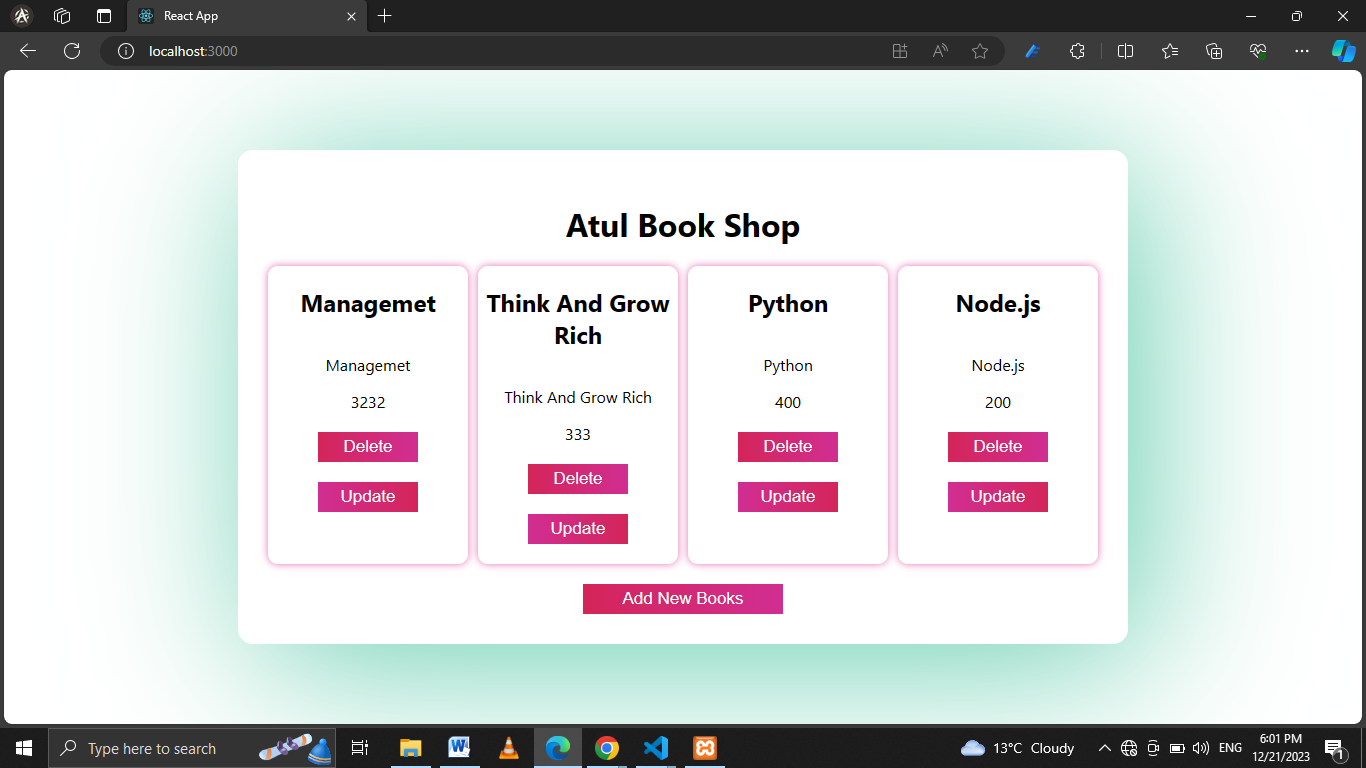 React App
localhost:3000
Atul Book Shop
Managemet
Managemet
3232
Delete
Update
Think And Grow
Rich
Think And Grow Rich
333
Delete
Update
Python
Python
400
Delete
Update
Node.js
Node.js
200
Delete
Update
Add New Books
Type here to search
13°C Cloudy
ENG
6:01 PM
12/21/2023
1